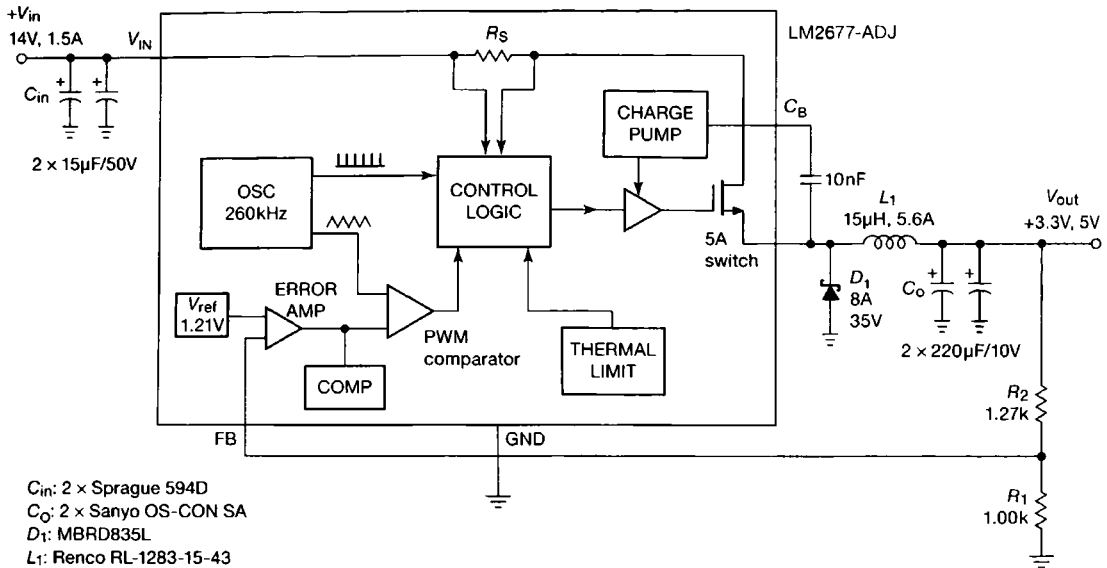 +Vin
14V, 1.5A
VIN
RS
LM2677-ADJ
Cin
+
+
2 × 15µF/50V
CHARGE
PUMP
CB
10nF
OSC
260kHz
CONTROL
LOGIC
5A
switch
L1
15µH, 5.6A
Vout
+3.3V, 5V
D1
8A
35V
CO
+
+
2 × 220µF/10V
Vref
1.21V
ERROR
AMP
PWM
comparator
COMP
THERMAL
LIMIT
R2
1.27k
FB
GND
R1
1.00k
Cin: 2 × Sprague 594D
CO: 2 × Sanyo OS-CON SA
D1: MBRD835L
L1: Renco RL-1283-15-43